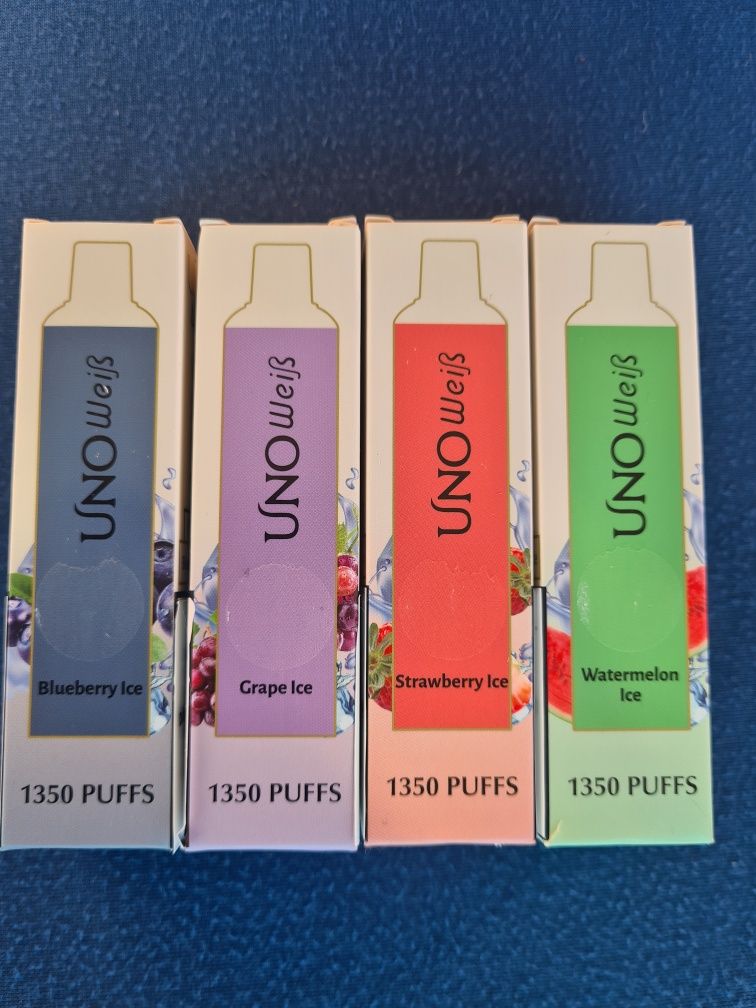 UNO weiß
Blueberry Ice
1350 PUFFS
UNO weiß
Grape Ice
1350 PUFFS
UNO weiß
Strawberry Ice
1350 PUFFS
UNO weiß
Watermelon
Ice
1350 PUFFS